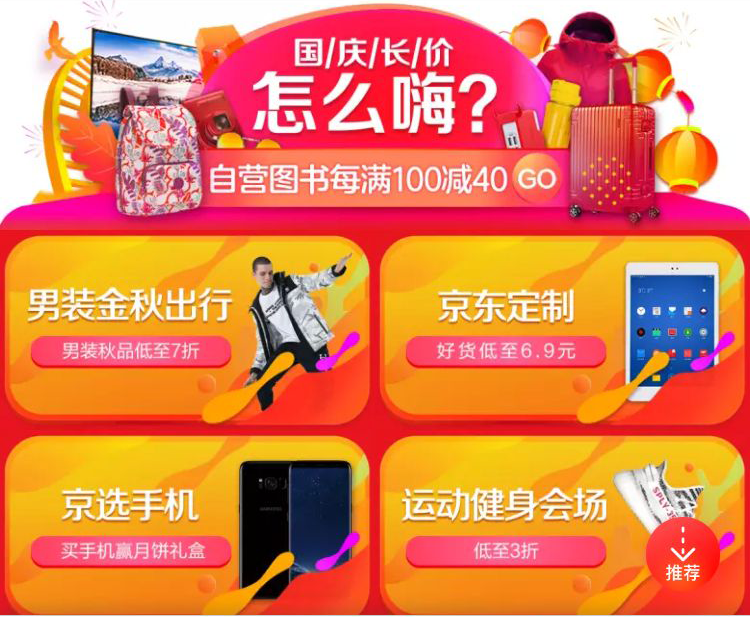 国/庆/长/价
怎么嗨?
自营图书每满100减40 GO
男装金秋出行
男装秋品低至7折
京东定制
好货低至6.9元
京选手机
买手机赢月饼礼盒
SAMSUNG
运动健身会场
低至3折
推荐